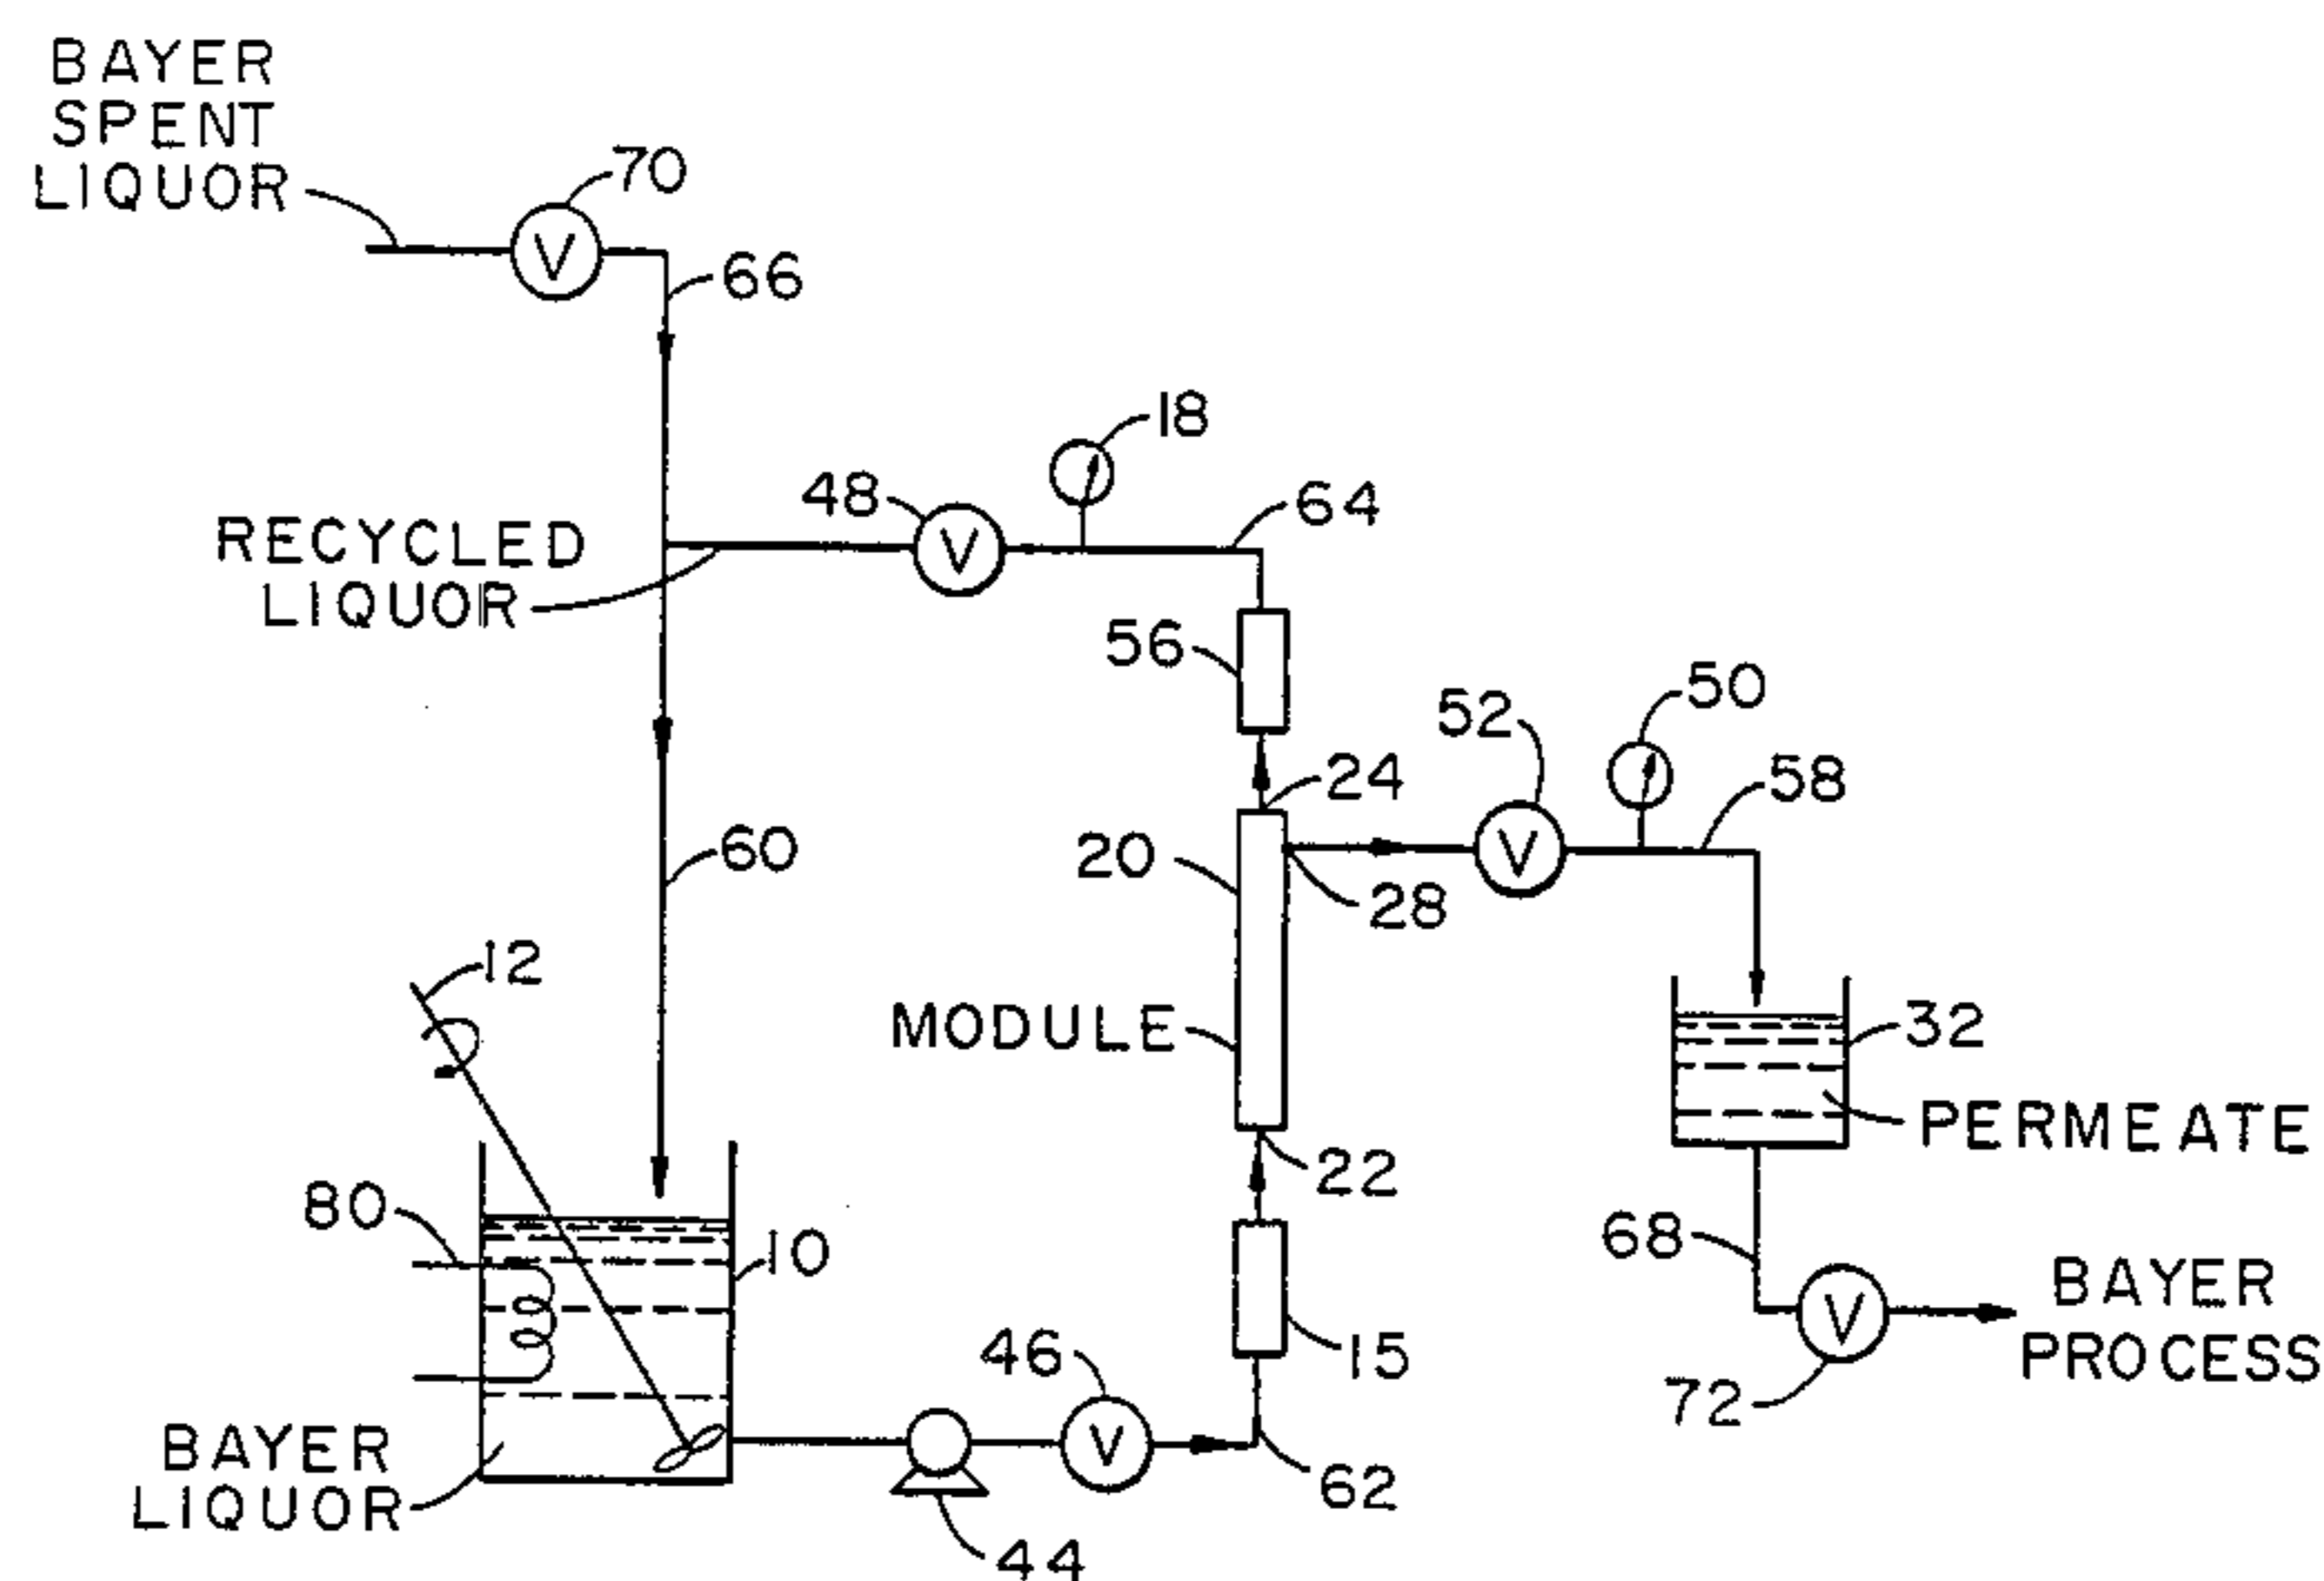 BAYER
SPENT
LIQUOR
70
66
18
48
64
RECYCLED
LIQUOR
56
50
52
24
58
60
20
28
12
MODULE
32
PERMEATE
22
80
10
68
BAYER
PROCESS
15
46
72
BAYER
LIQUOR
62
44
V
V
V
V
V